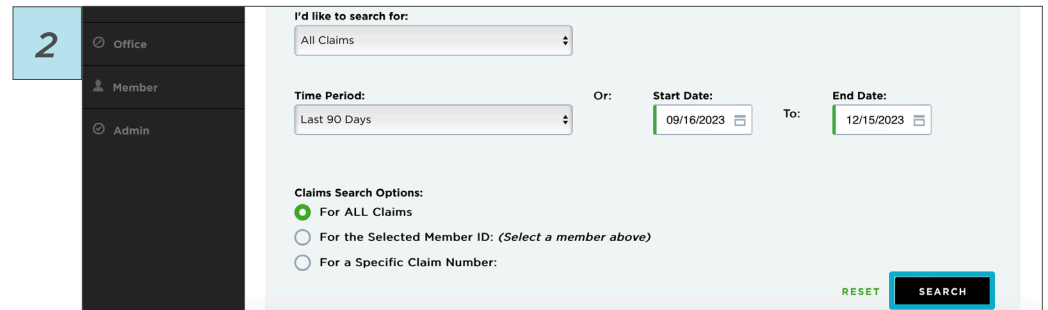 2
Office
Member
Admin
I'd like to search for:
All Claims
Time Period:
Or:
Start Date:
End Date:
Last 90 Days
09/16/2023
To:
12/15/2023
Claims Search Options:
For ALL Claims
For the Selected Member ID: (Select a member above)
For a Specific Claim Number:
RESET
SEARCH